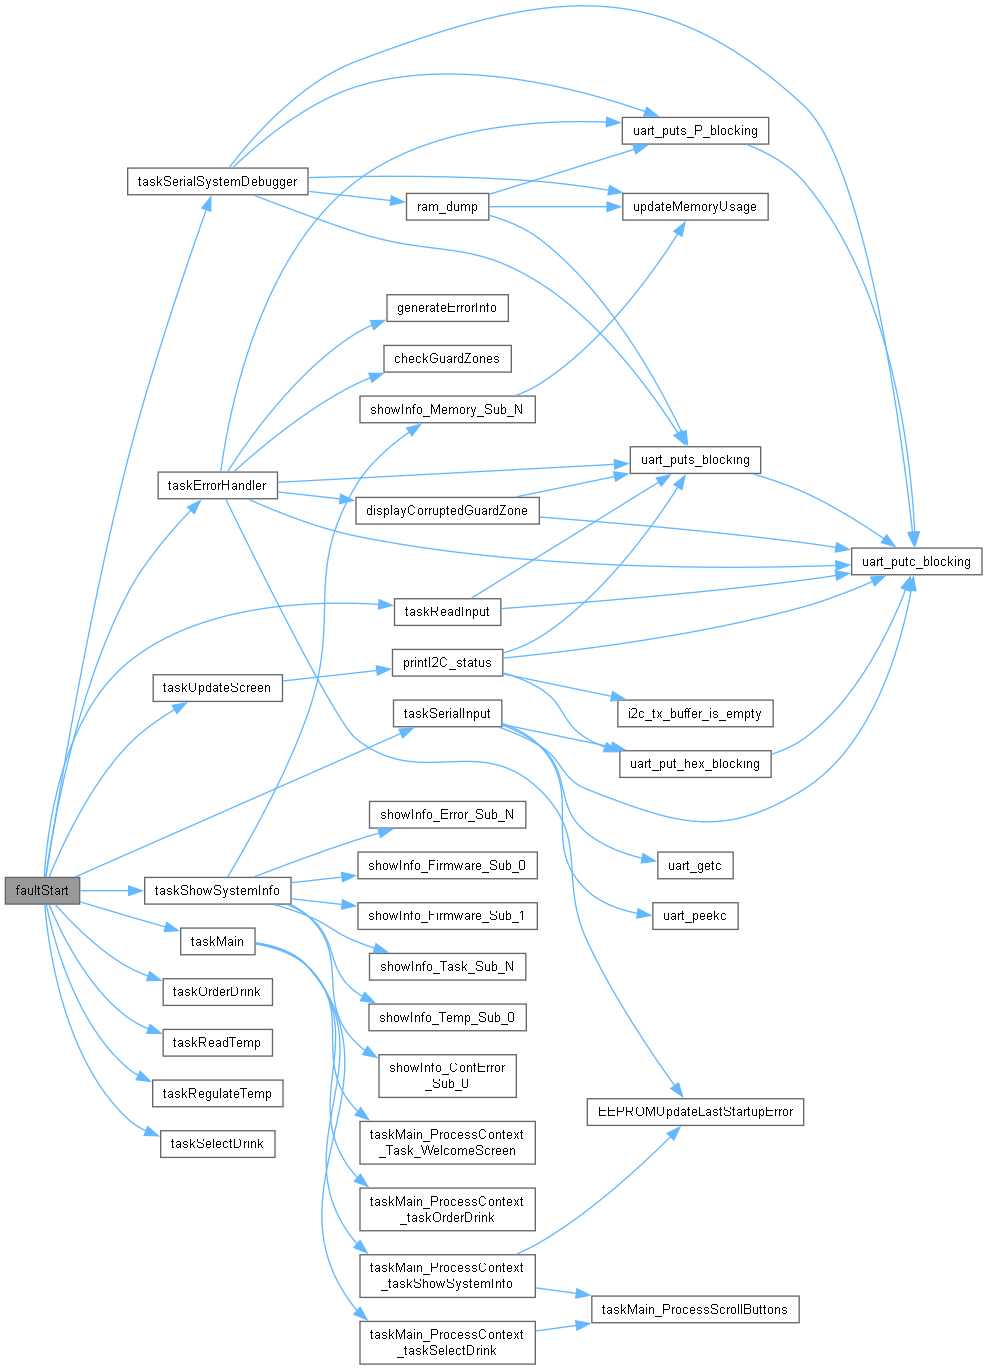 uart_puts_P_blocking
taskSerialSystemDebugger
ram_dump
updateMemoryUsage
generateErrorInfo
checkGuardZones
showInfo_Memory_Sub_N
uart_puts_blocking
taskErrorHandler
displayCorruptedGuardZone
uart_putc_blocking
taskReadInput
printI2C_status
taskUpdateScreen
taskSerialInput
i2c_tx_buffer_is_empty
uart_put_hex_blocking
showInfo_Error_Sub_N
showInfo_Firmware_Sub_0
uart_getc
faultStart
taskShowSystemInfo
showInfo_Firmware_Sub_1
uart_peekc
taskMain
showInfo_Task_Sub_N
taskOrderDrink
showInfo_Temp_Sub_0
taskReadTemp
showInfo_ConfError
_Sub_0
taskRegulateTemp
EEPROMUpdateLastStartupError
taskSelectDrink
taskMain_ProcessContext
_Task_WelcomeScreen
taskMain_ProcessContext
_taskOrderDrink
taskMain_ProcessContext
_taskShowSystemInfo
taskMain_ProcessScrollButtons
taskMain_ProcessContext
_taskSelectDrink